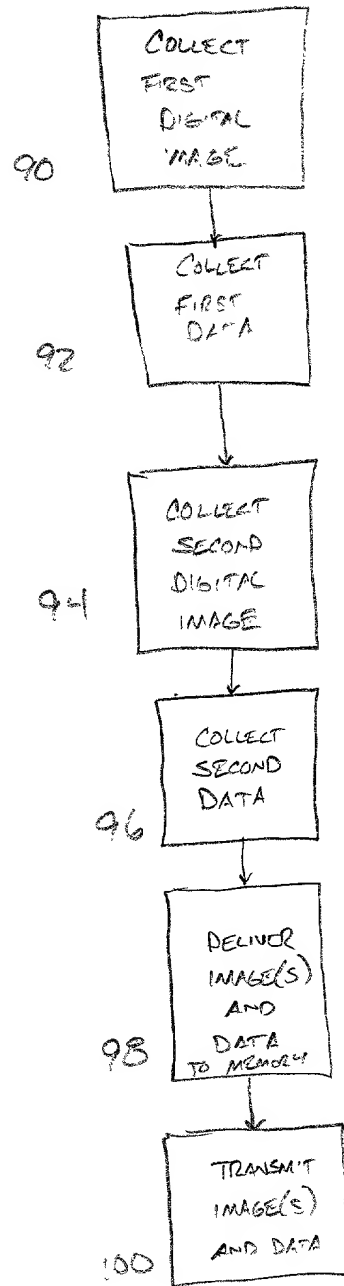 COLLECT
FIRST
DIGITAL
IMAGE
90
COLLECT
FIRST
DATA
92
COLLECT
SECOND
DIGITAL
IMAGE
94
COLLECT
SECOND
DATA
96
DELIVER
IMAGE(S)
AND
DATA
TO MEMORY
98
TRANSMIT
IMAGE(S)
AND DATA
100